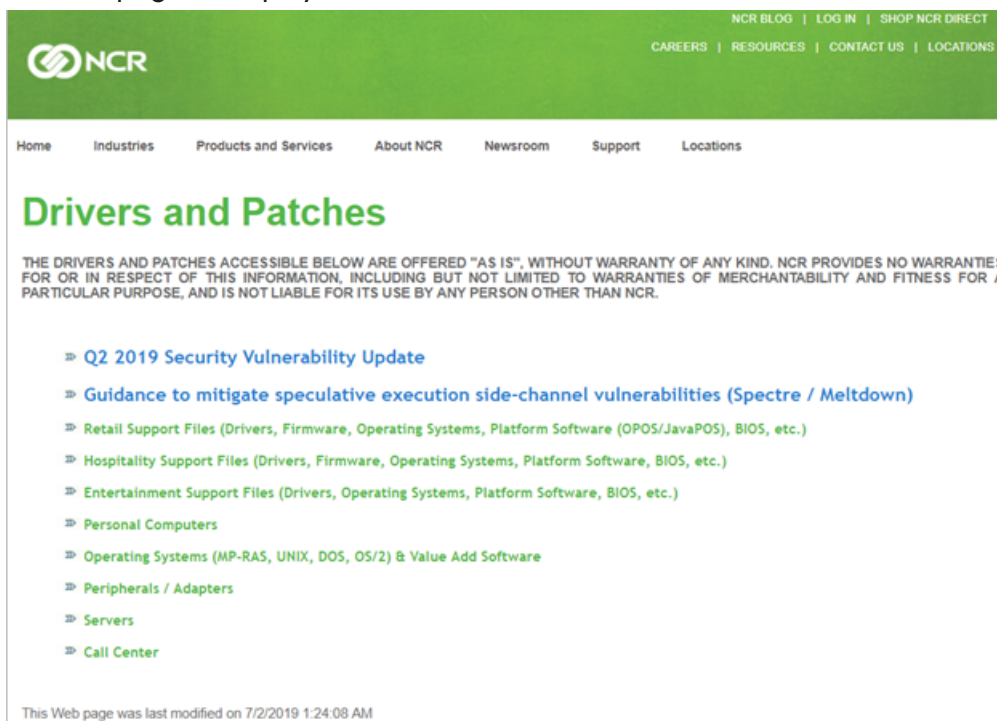 NCR BLOG | LOG IN | SHOP NCR DIRECT
CAREERS | RESOURCES | CONTACT US | LOCATIONS
NCR
Home Industries Products and Services About NCR Newsroom Support Locations
Drivers and Patches
THE DRIVERS AND PATCHES ACCESSIBLE BELOW ARE OFFERED "AS IS", WITHOUT WARRANTY OF ANY KIND. NCR PROVIDES NO WARRANTIES
FOR OR IN RESPECT OF THIS INFORMATION, INCLUDING BUT NOT LIMITED TO WARRANTIES OF MERCHANTABILITY AND FITNESS FOR A
PARTICULAR PURPOSE, AND IS NOT LIABLE FOR ITS USE BY ANY PERSON OTHER THAN NCR.
Q2 2019 Security Vulnerability Update
Guidance to mitigate speculative execution side-channel vulnerabilities (Spectre / Meltdown)
Retail Support Files (Drivers, Firmware, Operating Systems, Platform Software (OPOS/JavaPOS), BIOS, etc.)
Hospitality Support Files (Drivers, Firmware, Operating Systems, Platform Software, BIOS, etc.)
Entertainment Support Files (Drivers, Operating Systems, Platform Software, BIOS, etc.)
Personal Computers
Operating Systems (MP-RAS, UNIX, DOS, OS/2) & Value Add Software
Peripherals / Adapters
Servers
Call Center
This Web page was last modified on 7/2/2019 1:24:08 AM